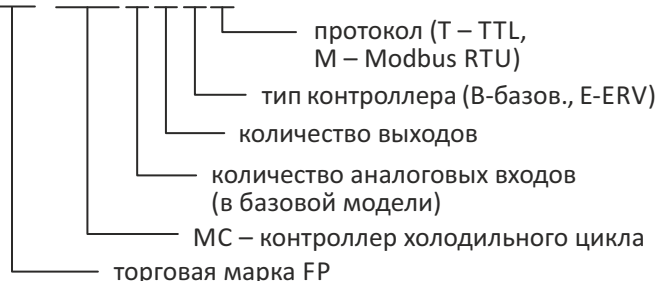 протокол (T – TTL,
M – Modbus RTU)
тип контроллера (B-базов., E-ERV)
количество выходов
количество аналоговых входов
(в базовой модели)
MC – контроллер холодильного цикла
торговая марка FP